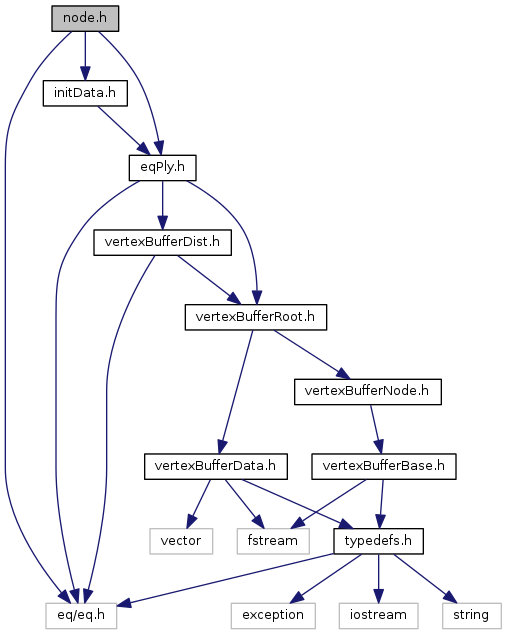 node.h
initData.h
eqPly.h
vertexBufferDist.h
vertexBufferRoot.h
vertexBufferNode.h
vertexBufferData.h
vertexBufferBase.h
vector
fstream
typedefs.h
eq/eq.h
exception
iostream
string